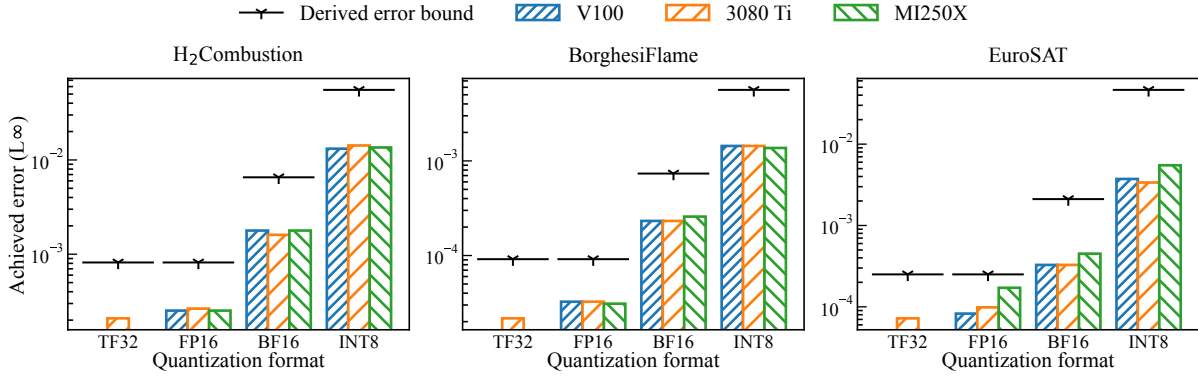 Derived error bound V100 3080 Ti MI250X
H₂Combustion BorghesiFlame EuroSAT
Achieved error (L∞)
10⁻² 10⁻³
10⁻³ 10⁻⁴
10⁻² 10⁻³ 10⁻⁴
TF32 FP16 BF16 INT8 TF32 FP16 BF16 INT8 TF32 FP16 BF16 INT8
Quantization format Quantization format Quantization format